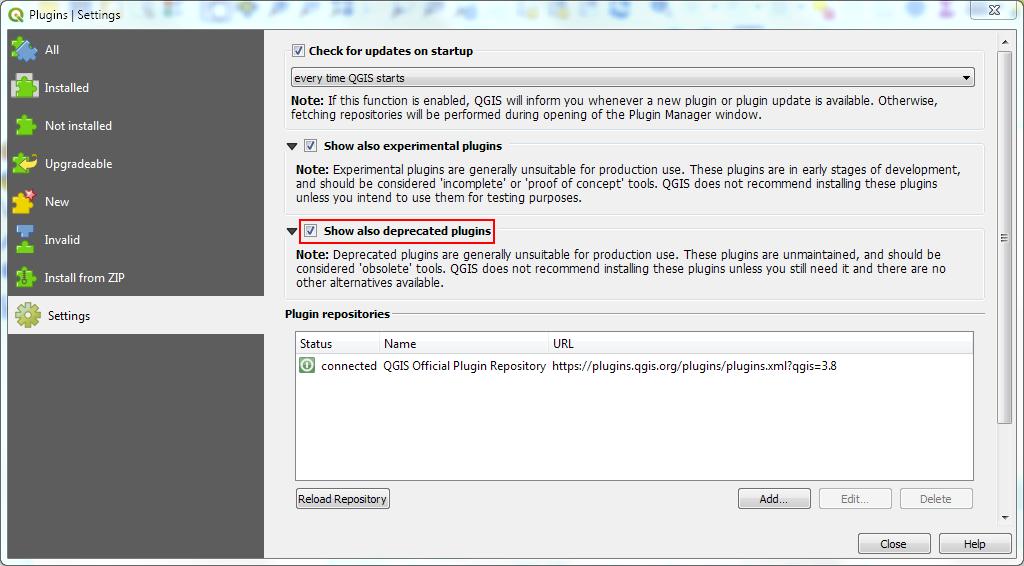 Plugins | Settings
All
Installed
Not installed
Upgradeable
New
Invalid
Install from ZIP
Settings
Check for updates on startup
every time QGIS starts
Note: If this function is enabled, QGIS will inform you whenever a new plugin or plugin update is available. Otherwise,
fetching repositories will be performed during opening of the Plugin Manager window.
Show also experimental plugins
Note: Experimental plugins are generally unsuitable for production use. These plugins are in early stages of development,
and should be considered 'incomplete' or 'proof of concept' tools. QGIS does not recommend installing these plugins
unless you intend to use them for testing purposes.
Show also deprecated plugins
Note: Deprecated plugins are generally unsuitable for production use. These plugins are unmaintained, and should be
considered 'obsolete' tools. QGIS does not recommend installing these plugins unless you still need it and there are no
other alternatives available.
Plugin repositories
Status Name URL
connected QGIS Official Plugin Repository https://plugins.qgis.org/plugins/plugins.xml?qgis=3.8
Reload Repository Add... Edit... Delete
Close Help